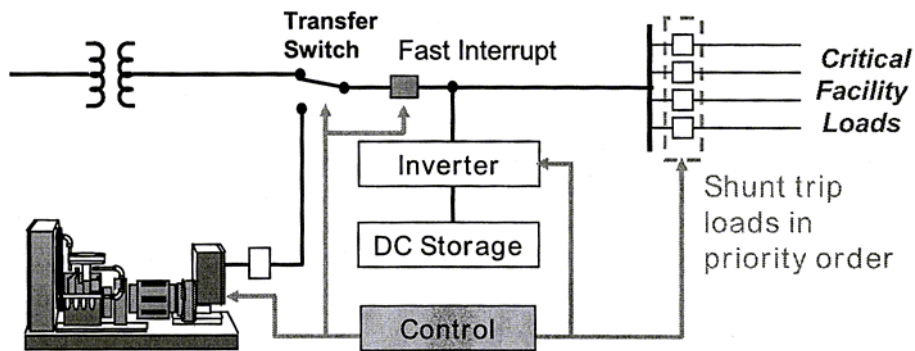 Transfer
Switch
Fast Interrupt
Critical
Facility
Loads
Inverter
DC Storage
Shunt trip
loads in
priority order
Control